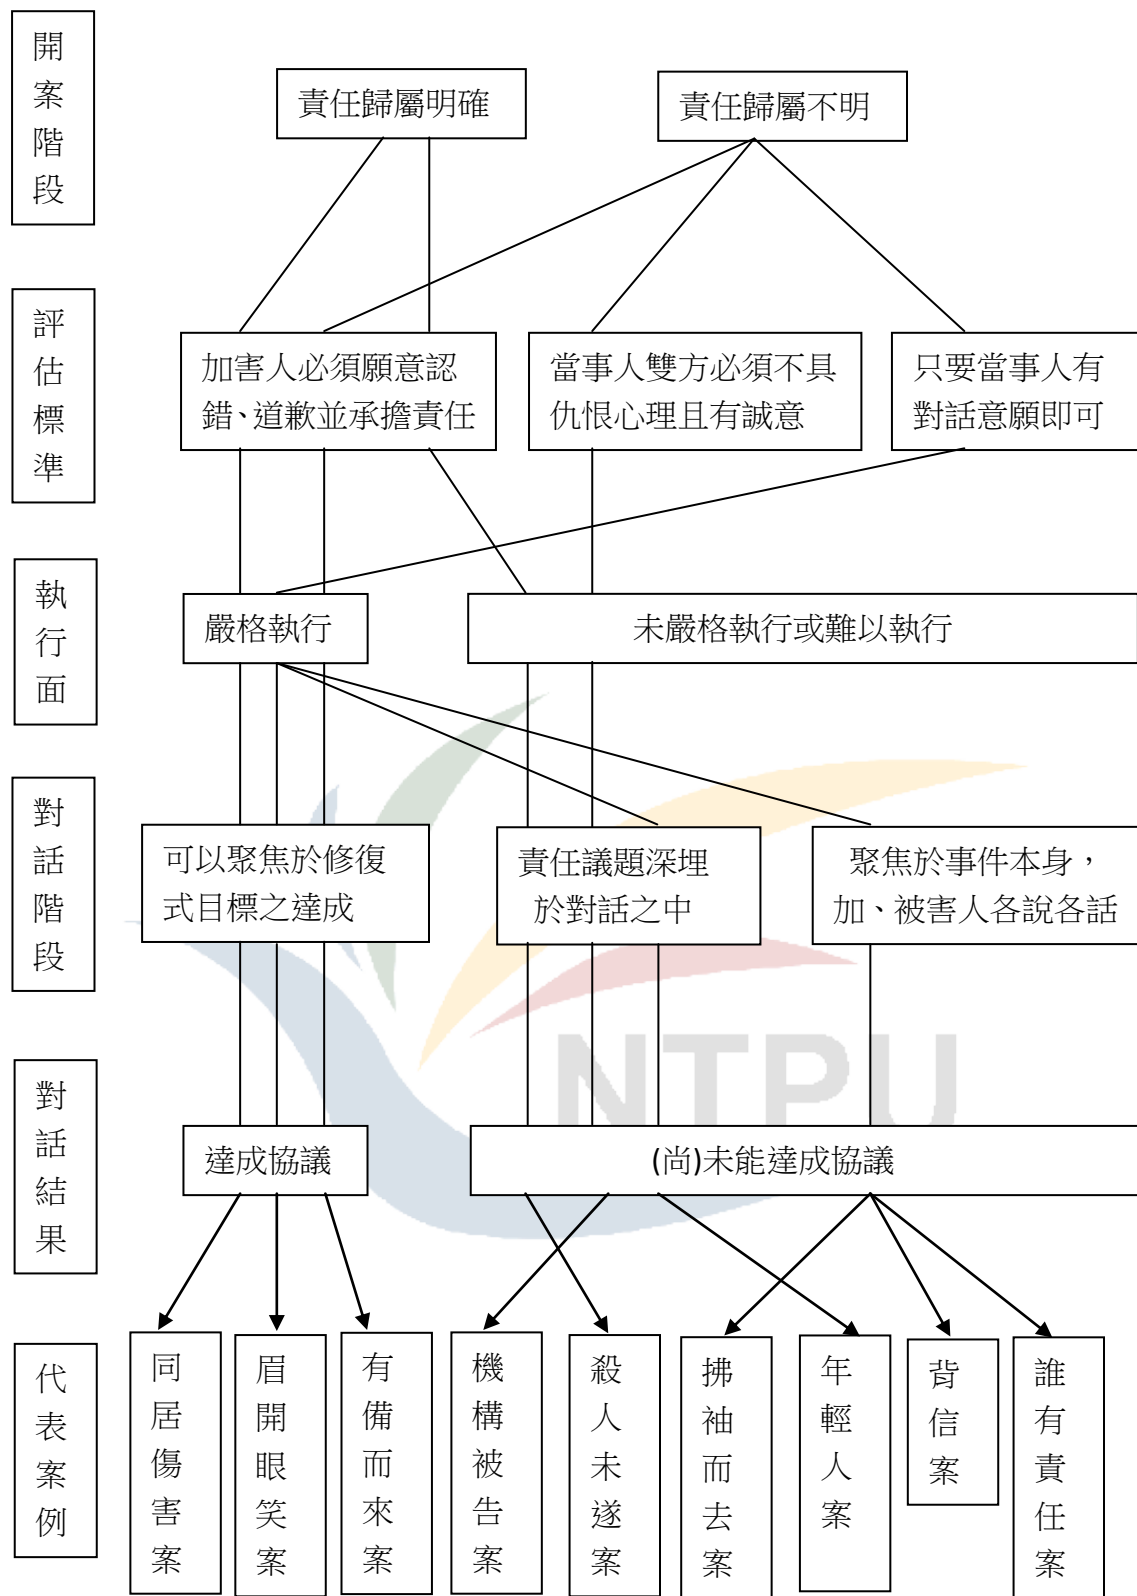 開案階段
責任歸屬明確
責任歸屬不明
評估標準
加害人必須願意認
錯、道歉並承擔責任
當事人雙方必須不具
仇恨心理且有誠意
只要當事人有
對話意願即可
執行面
嚴格執行
未嚴格執行或難以執行
對話階段
可以聚焦於修復
式目標之達成
責任議題深埋
於對話之中
聚焦於事件本身，
加、被害人各說各話
NTPU
對話結果
達成協議
(尚)未能達成協議
代表案例
同居傷害案
眉開眼笑案
有備而來案
機構被告案
殺人未遂案
拂袖而去案
年輕人案
背信案
誰有責任案